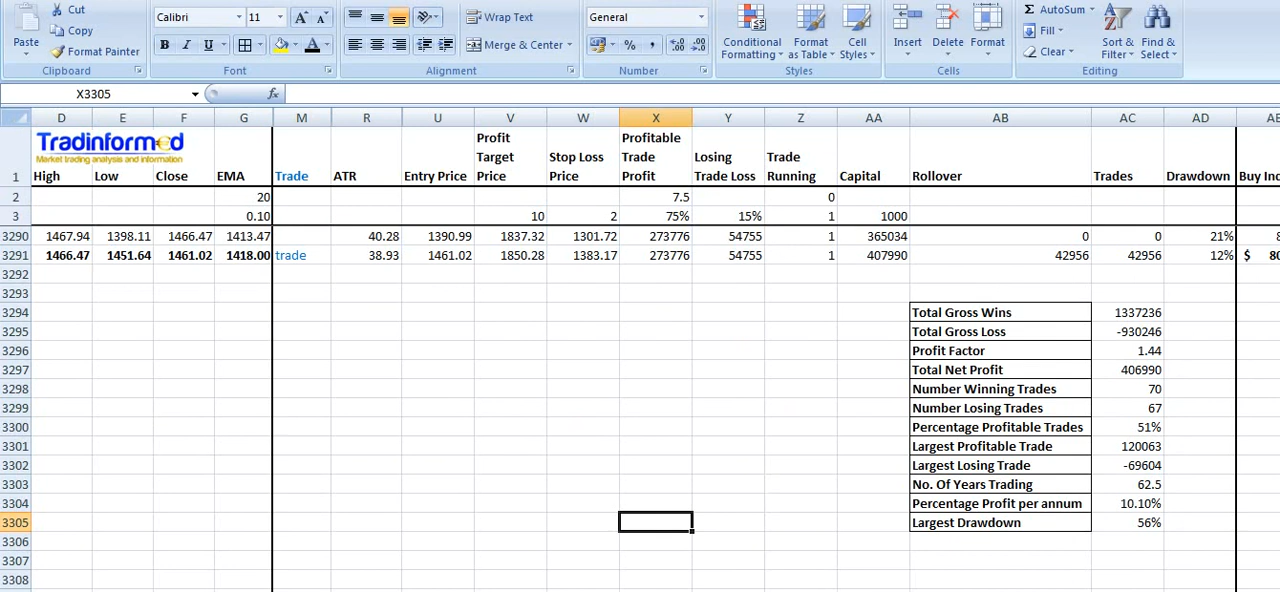 Cut
Copy
Format Painter
Paste
Clipboard
Calibri 11 A A
B I U A
Font
Wrap Text
Merge & Center
Alignment
General
% ,
Number
Conditional Formatting
Format as Table
Cell Styles
Styles
Insert Delete Format
Cells
Σ AutoSum
Fill
Clear
Sort & Filter
Find & Select
Editing
X3305 fx
D E F G M R U V W X Y Z AA AB AC AD AE
Tradinformed
Market trading analysis and information
1 High Low Close EMA Trade ATR Entry Price Profit Target Price Stop Loss Price Profitable Trade Profit Losing Trade Loss Trade Running Capital Rollover Trades Drawdown Buy
2 20 7.5 0
3 0.10 10 2 75% 15% 1 1000
3290 1467.94 1398.11 1466.47 1413.47 40.28 1390.99 1837.32 1301.72 273776 54755 1 365034 0 0 21% 8
3291 1466.47 1451.64 1461.02 1418.00 trade 38.93 1461.02 1850.28 1383.17 273776 54755 1 407990 42956 42956 12% $ 80
3292
3293
3294 Total Gross Wins 1337236
3295 Total Gross Loss -930246
3296 Profit Factor 1.44
3297 Total Net Profit 406990
3298 Number Winning Trades 70
3299 Number Losing Trades 67
3300 Percentage Profitable Trades 51%
3301 Largest Profitable Trade 120063
3302 Largest Losing Trade -69604
3303 No. Of Years Trading 62.5
3304 Percentage Profit per annum 10.10%
3305 Largest Drawdown 56%
3306
3307
3308